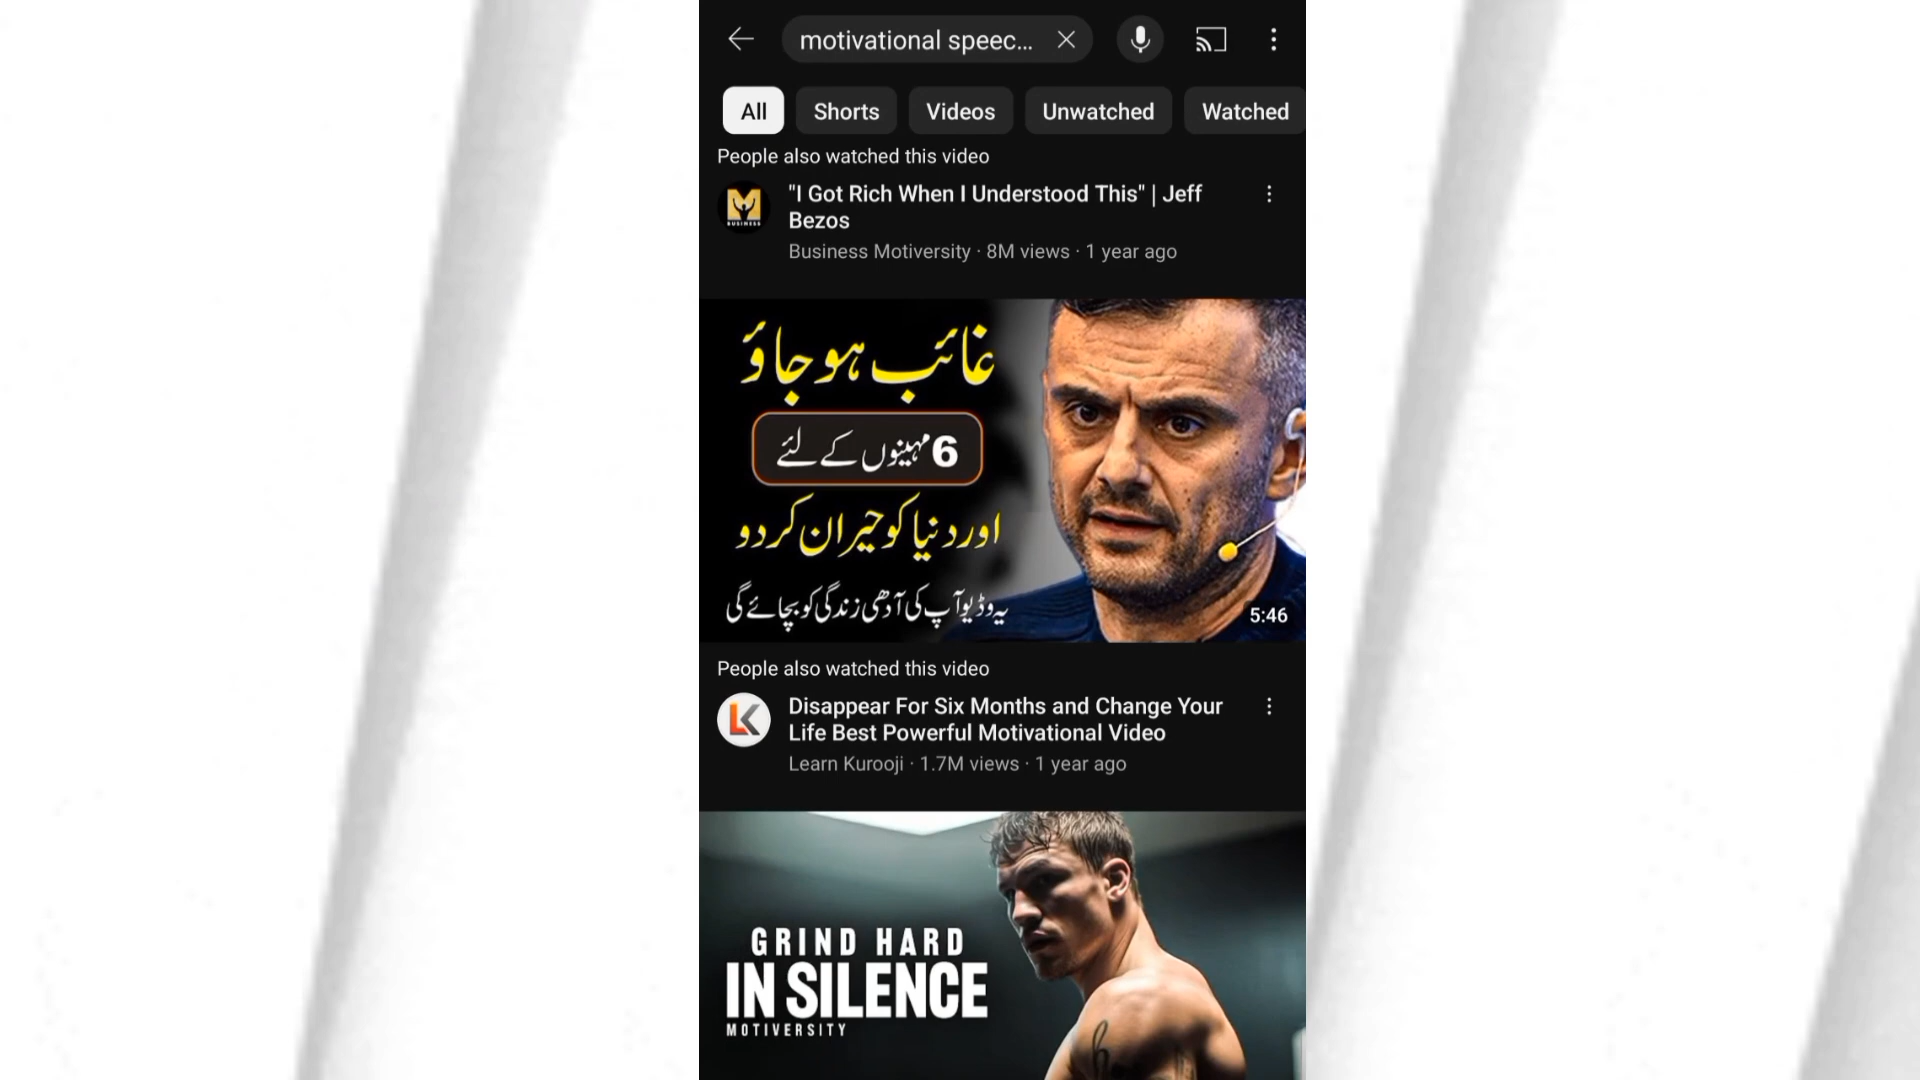 motivational speec...
All Shorts Videos Unwatched Watched
People also watched this video
"I Got Rich When I Understood This" | Jeff
Bezos
Business Motiversity · 8M views · 1 year ago
BUSINESS
غائب ہو جاؤ
6 مہینوں کے لئے
اور دنیا کو حیران کر دو
یہ وڈیو آپ کی آدھی زندگی کو بچائے گی
5:46
People also watched this video
LK
Disappear For Six Months and Change Your
Life Best Powerful Motivational Video
Learn Kurooji · 1.7M views · 1 year ago
GRIND HARD
IN SILENCE
MOTIVERSITY